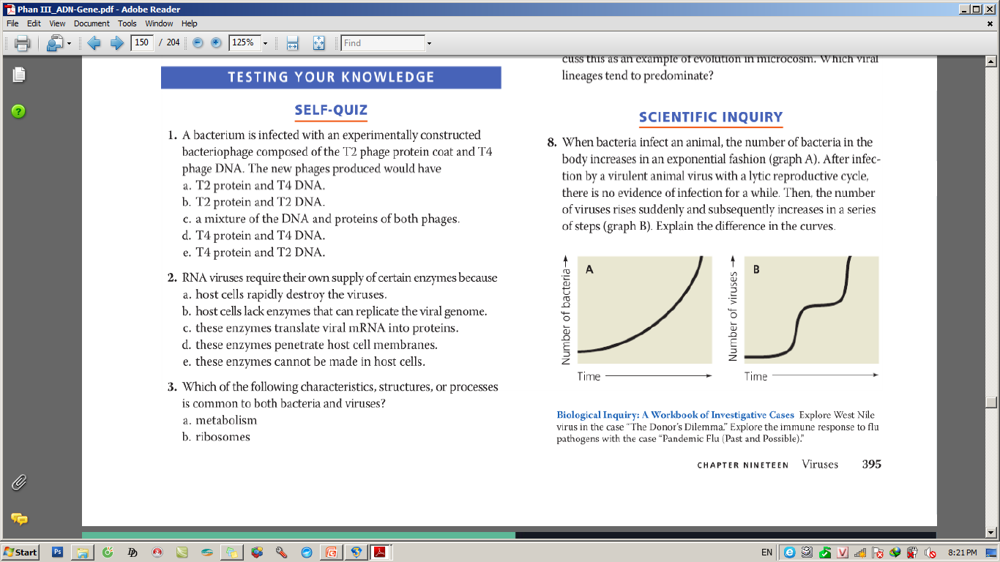 Phan III_ADN-Gene.pdf - Adobe Reader
File Edit View Document Tools Window Help
150 / 204 125% Find
TESTING YOUR KNOWLEDGE
SELF-QUIZ
1. A bacterium is infected with an experimentally constructed
bacteriophage composed of the T2 phage protein coat and T4
phage DNA. The new phages produced would have
a. T2 protein and T4 DNA.
b. T2 protein and T2 DNA.
c. a mixture of the DNA and proteins of both phages.
d. T4 protein and T4 DNA.
e. T4 protein and T2 DNA.
2. RNA viruses require their own supply of certain enzymes because
a. host cells rapidly destroy the viruses.
b. host cells lack enzymes that can replicate the viral genome.
c. these enzymes translate viral mRNA into proteins.
d. these enzymes penetrate host cell membranes.
e. these enzymes cannot be made in host cells.
3. Which of the following characteristics, structures, or processes
is common to both bacteria and viruses?
a. metabolism
b. ribosomes
cuss this as an example of evolution in microcosm. Which viral
lineages tend to predominate?
SCIENTIFIC INQUIRY
8. When bacteria infect an animal, the number of bacteria in the
body increases in an exponential fashion (graph A). After infec-
tion by a virulent animal virus with a lytic reproductive cycle,
there is no evidence of infection for a while. Then, the number
of viruses rises suddenly and subsequently increases in a series
of steps (graph B). Explain the difference in the curves.
A
Number of bacteria
Time
B
Number of viruses
Time
Biological Inquiry: A Workbook of Investigative Cases Explore West Nile
virus in the case “The Donor’s Dilemma.” Explore the immune response to flu
pathogens with the case “Pandemic Flu (Past and Possible).”
CHAPTER NINETEEN Viruses 395
Start Ps EN 8:21 PM